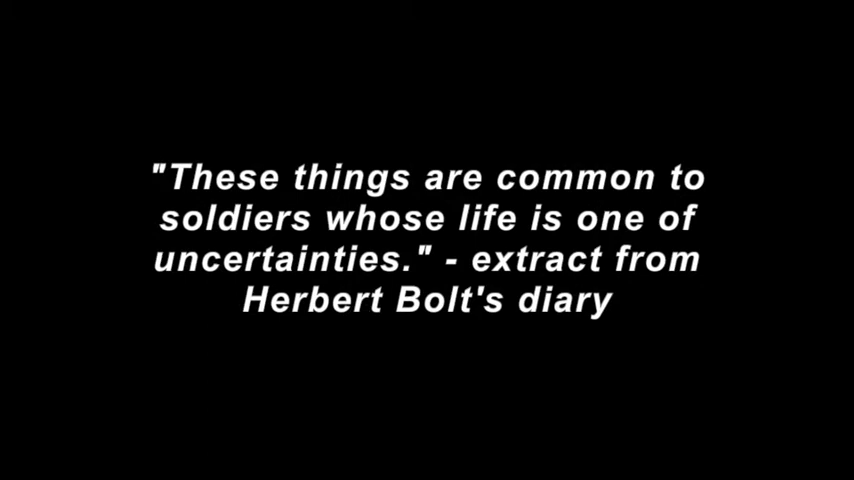 "These things are common to
soldiers whose life is one of
uncertainties." - extract from
Herbert Bolt's diary